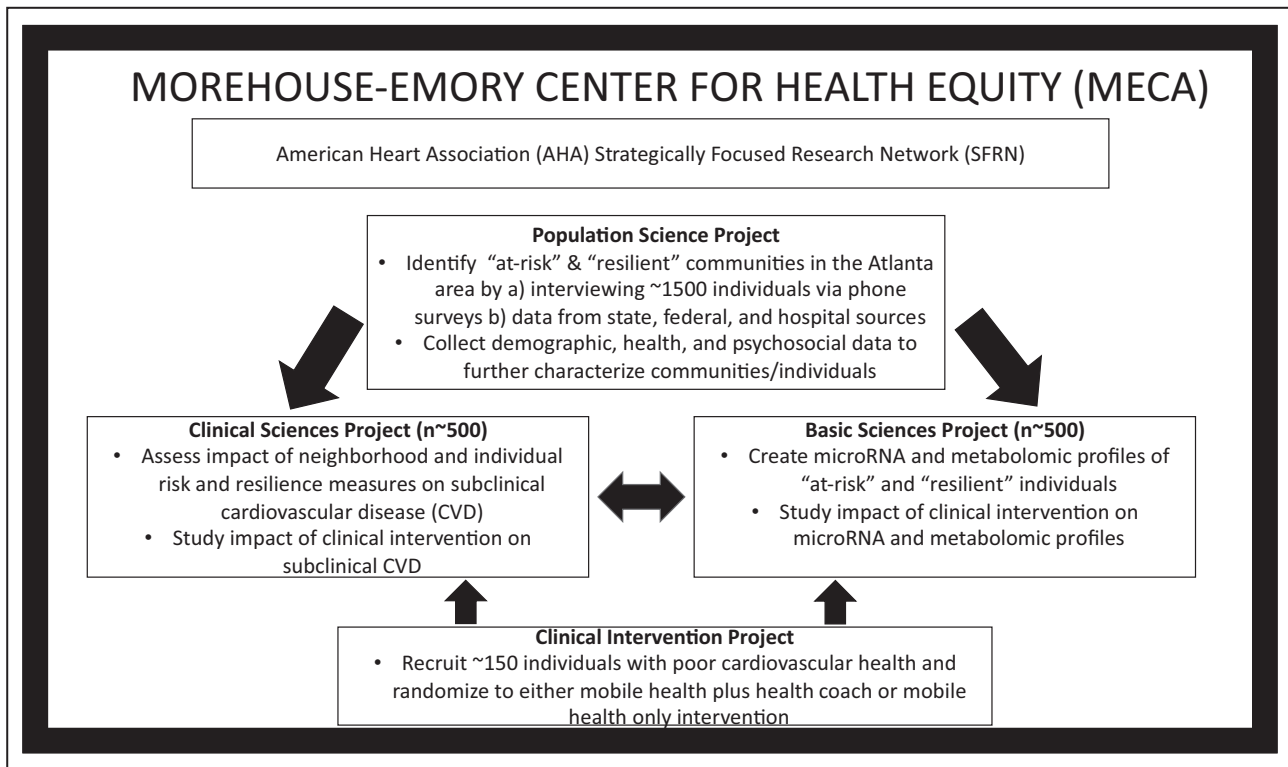 MOREHOUSE-EMORY CENTER FOR HEALTH EQUITY (MECA)
American Heart Association (AHA) Strategically Focused Research Network (SFRN)
Population Science Project
• Identify “at-risk” & “resilient” communities in the Atlanta
area by a) interviewing ~1500 individuals via phone
surveys b) data from state, federal, and hospital sources
• Collect demographic, health, and psychosocial data to
further characterize communities/individuals
Clinical Sciences Project (n~500)
• Assess impact of neighborhood and individual
risk and resilience measures on subclinical
cardiovascular disease (CVD)
• Study impact of clinical intervention on
subclinical CVD
Basic Sciences Project (n~500)
• Create microRNA and metabolomic profiles of
“at-risk” and “resilient” individuals
• Study impact of clinical intervention on
microRNA and metabolomic profiles
Clinical Intervention Project
• Recruit ~150 individuals with poor cardiovascular health and
randomize to either mobile health plus health coach or mobile
health only intervention